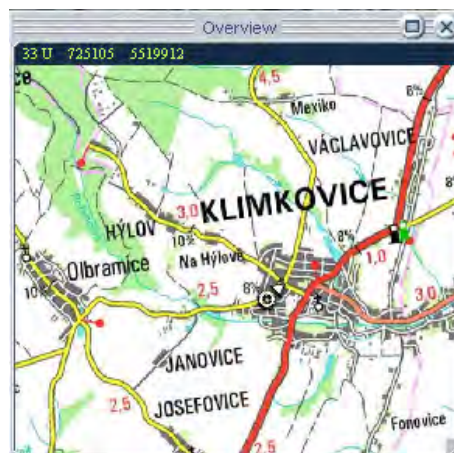 Overview
33 U 725105 5519912
ce
4,5
Mexiko
8%
VÁCLAVOVICE
KLIMKOVICE
3,0
HÝLOV
10%
8%
Na Hýlově
1,0
Olbramice
10%
2,5
8%
3,0
JANOVICE
2,5
JOSEFOVICE
Fonovice
2,5